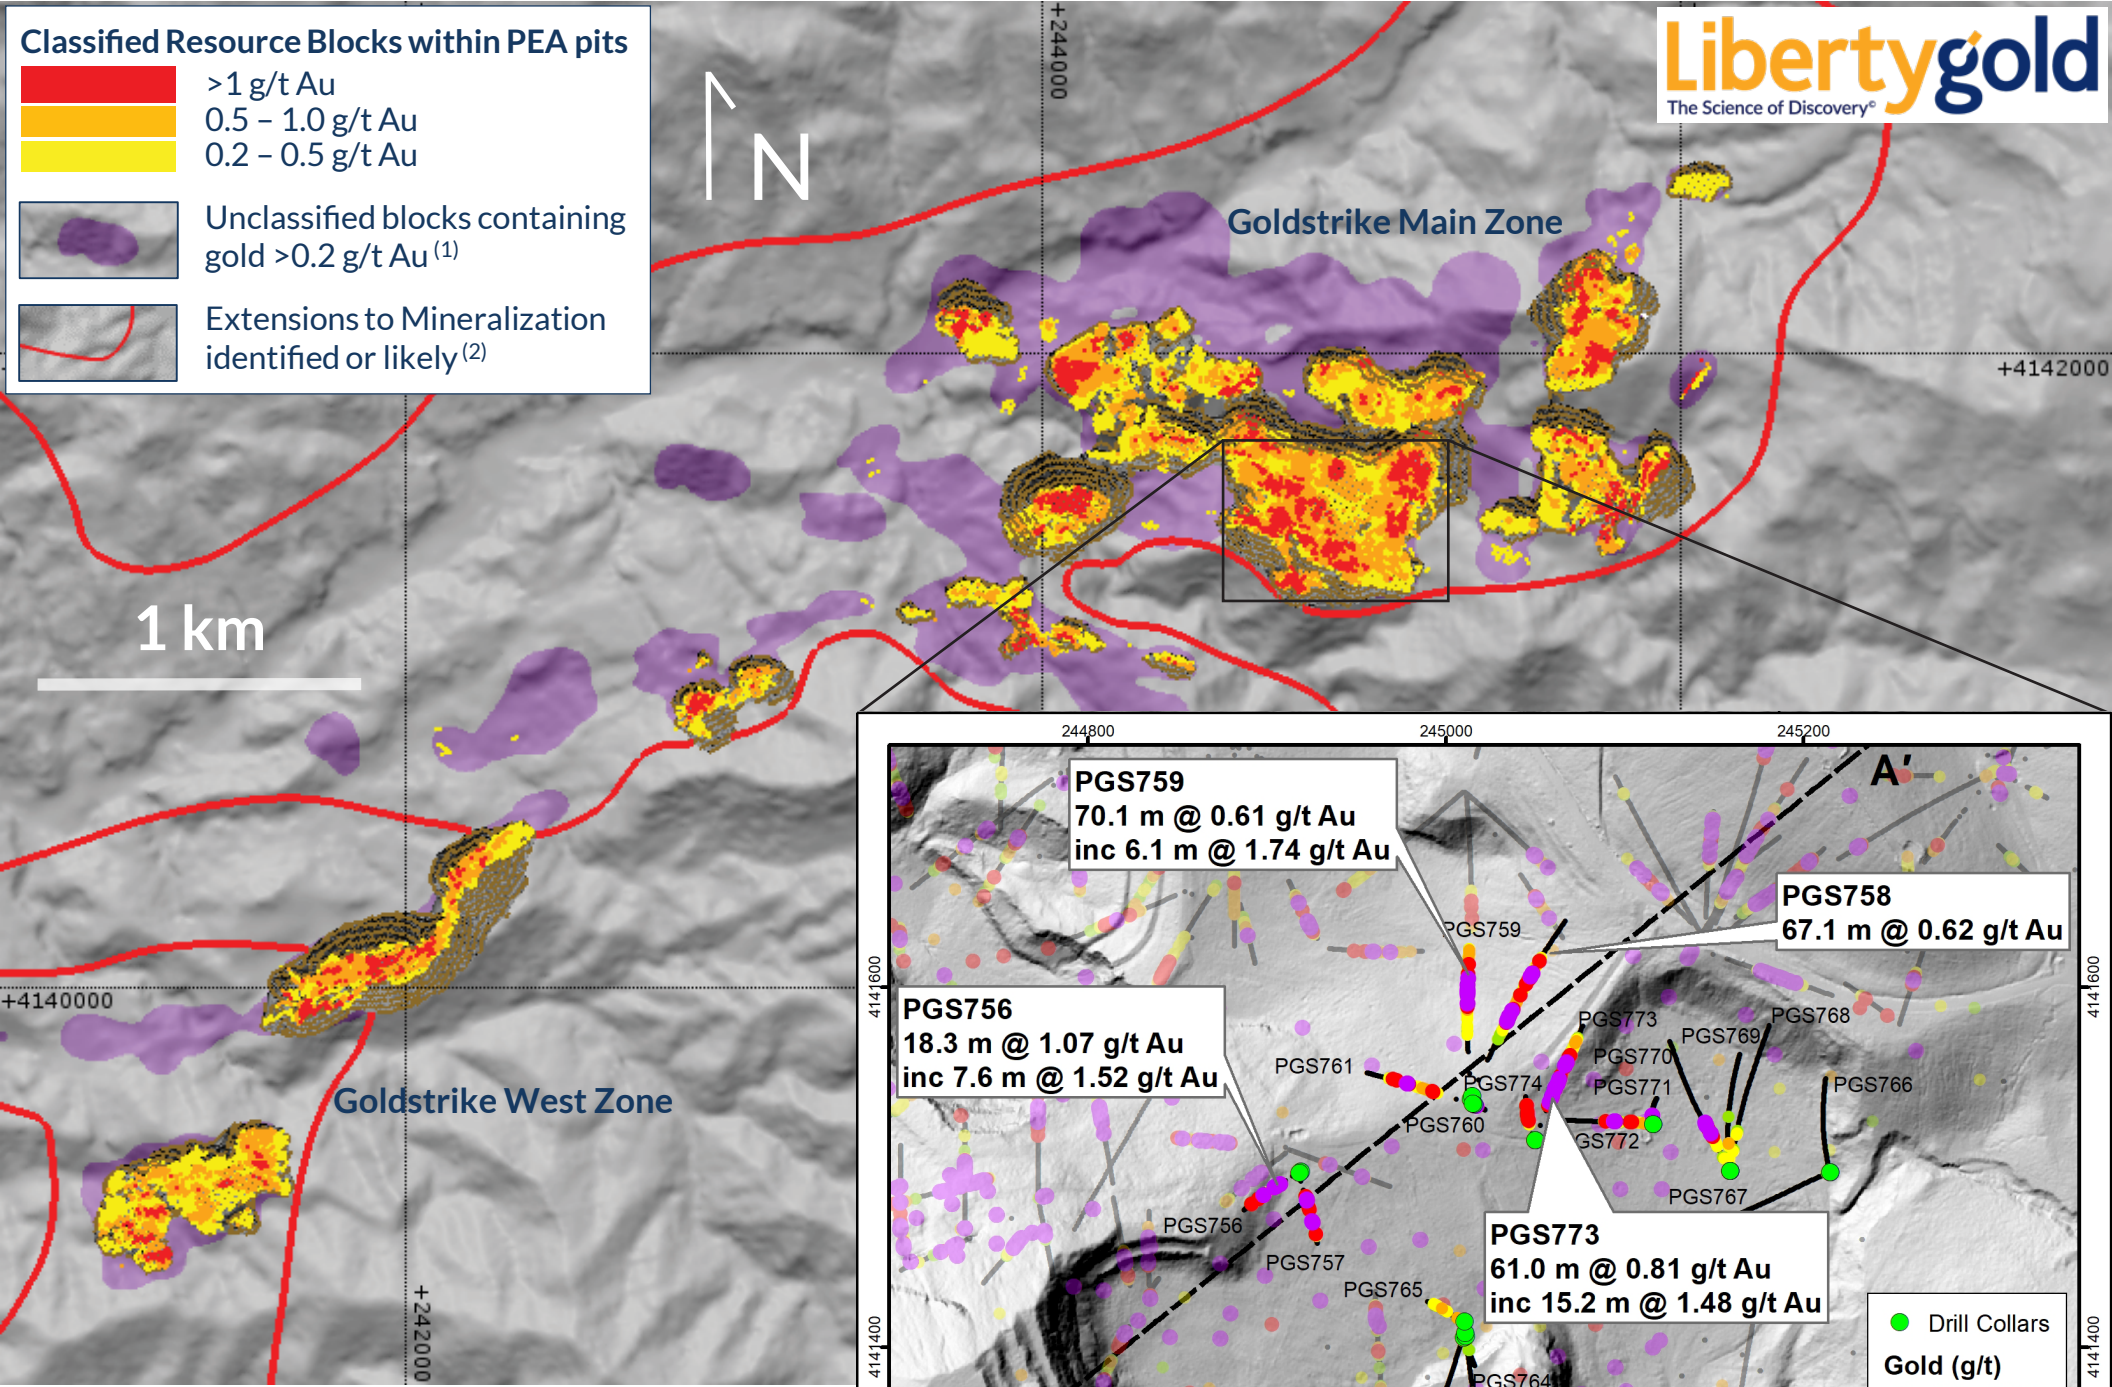 Classified Resource Blocks within PEA pits
>1 g/t Au
0.5 – 1.0 g/t Au
0.2 – 0.5 g/t Au
Unclassified blocks containing
gold >0.2 g/t Au (1)
Extensions to Mineralization
identified or likely (2)
N
+244000
Libertygold
The Science of Discovery©
Goldstrike Main Zone
+4142000
1 km
+4140000
Goldstrike West Zone
+242000
244800
245000
245200
A′
PGS759
70.1 m @ 0.61 g/t Au
inc 6.1 m @ 1.74 g/t Au
PGS758
67.1 m @ 0.62 g/t Au
PGS759
4141600
4141600
PGS756
18.3 m @ 1.07 g/t Au
inc 7.6 m @ 1.52 g/t Au
PGS773
PGS768
PGS769
PGS770
PGS761
PGS774
PGS771
PGS766
PGS760
GS772
PGS767
PGS756
PGS757
PGS773
61.0 m @ 0.81 g/t Au
inc 15.2 m @ 1.48 g/t Au
PGS765
4141400
4141400
Drill Collars
Gold (g/t)
PGS764